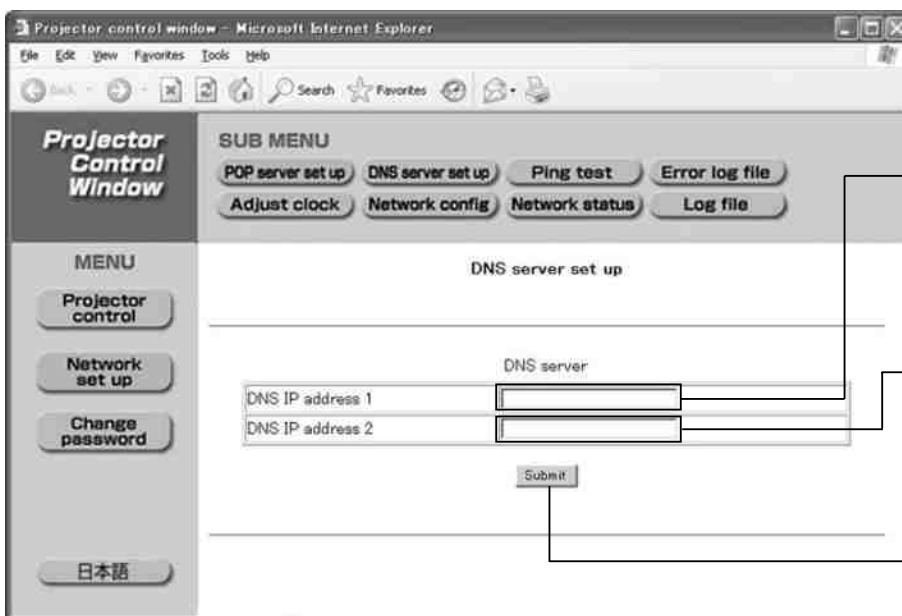 Projector control window - Microsoft Internet Explorer
File Edit View Favorites Tools Help
Back Search Favorites
Projector
Control
Window
SUB MENU
POP server set up DNS server set up Ping test Error log file
Adjust clock Network config Network status Log file
MENU
Projector
control
Network
set up
Change
password
日本語
DNS server set up
DNS server
DNS IP address 1
DNS IP address 2
Submit